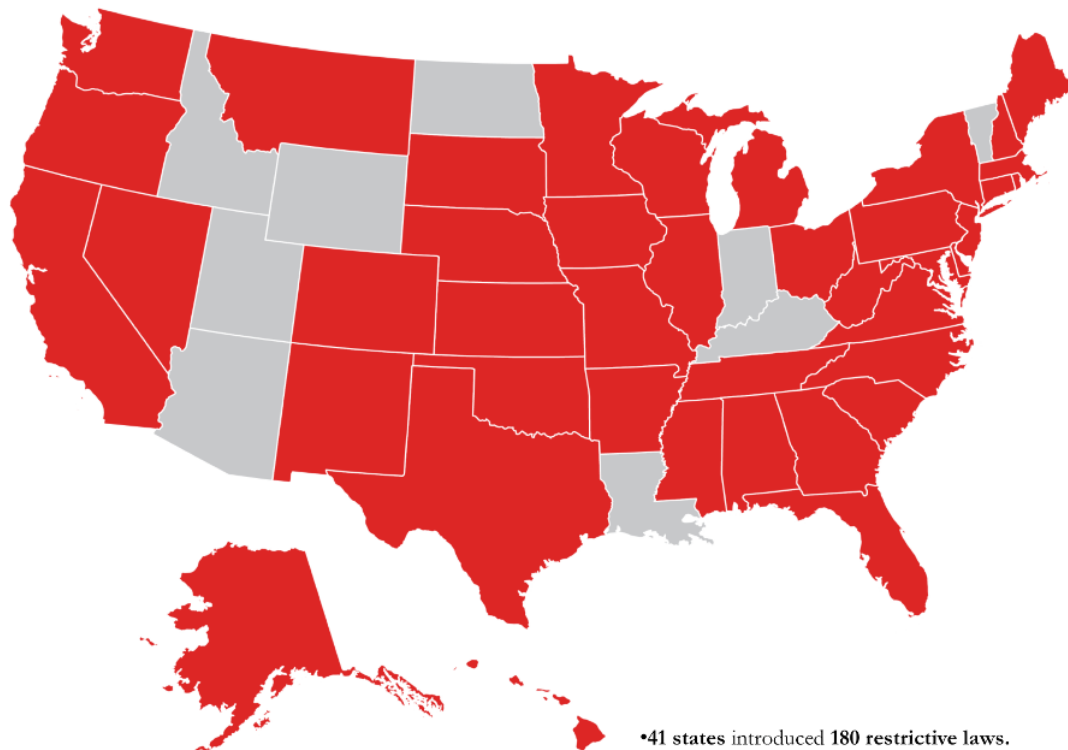 •41 states introduced 180 restrictive laws.